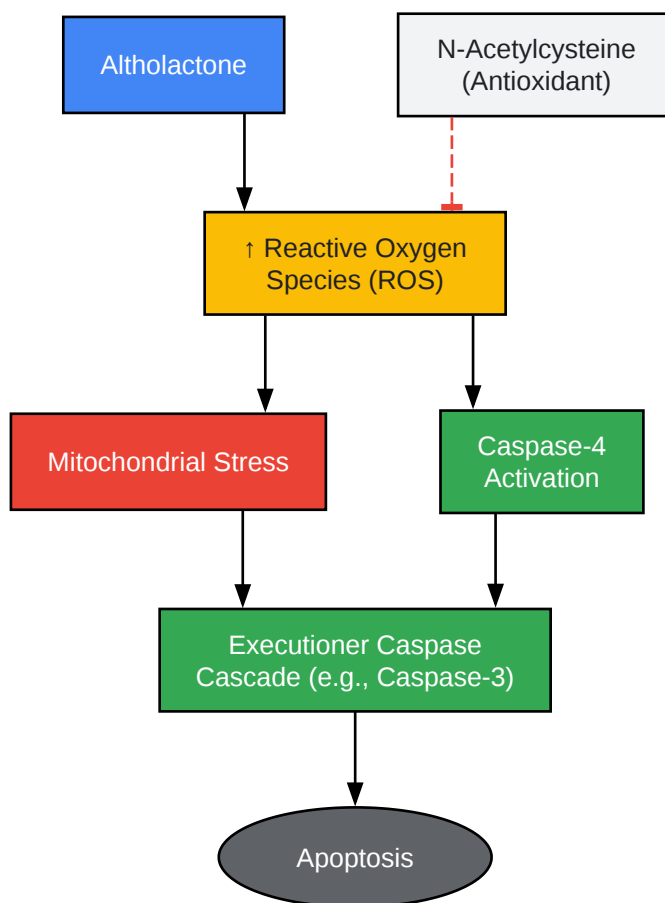 Altholactone
N-Acetylcysteine
(Antioxidant)
↑ Reactive Oxygen
Species (ROS)
Mitochondrial Stress
Caspase-4
Activation
Executioner Caspase
Cascade (e.g., Caspase-3)
Apoptosis